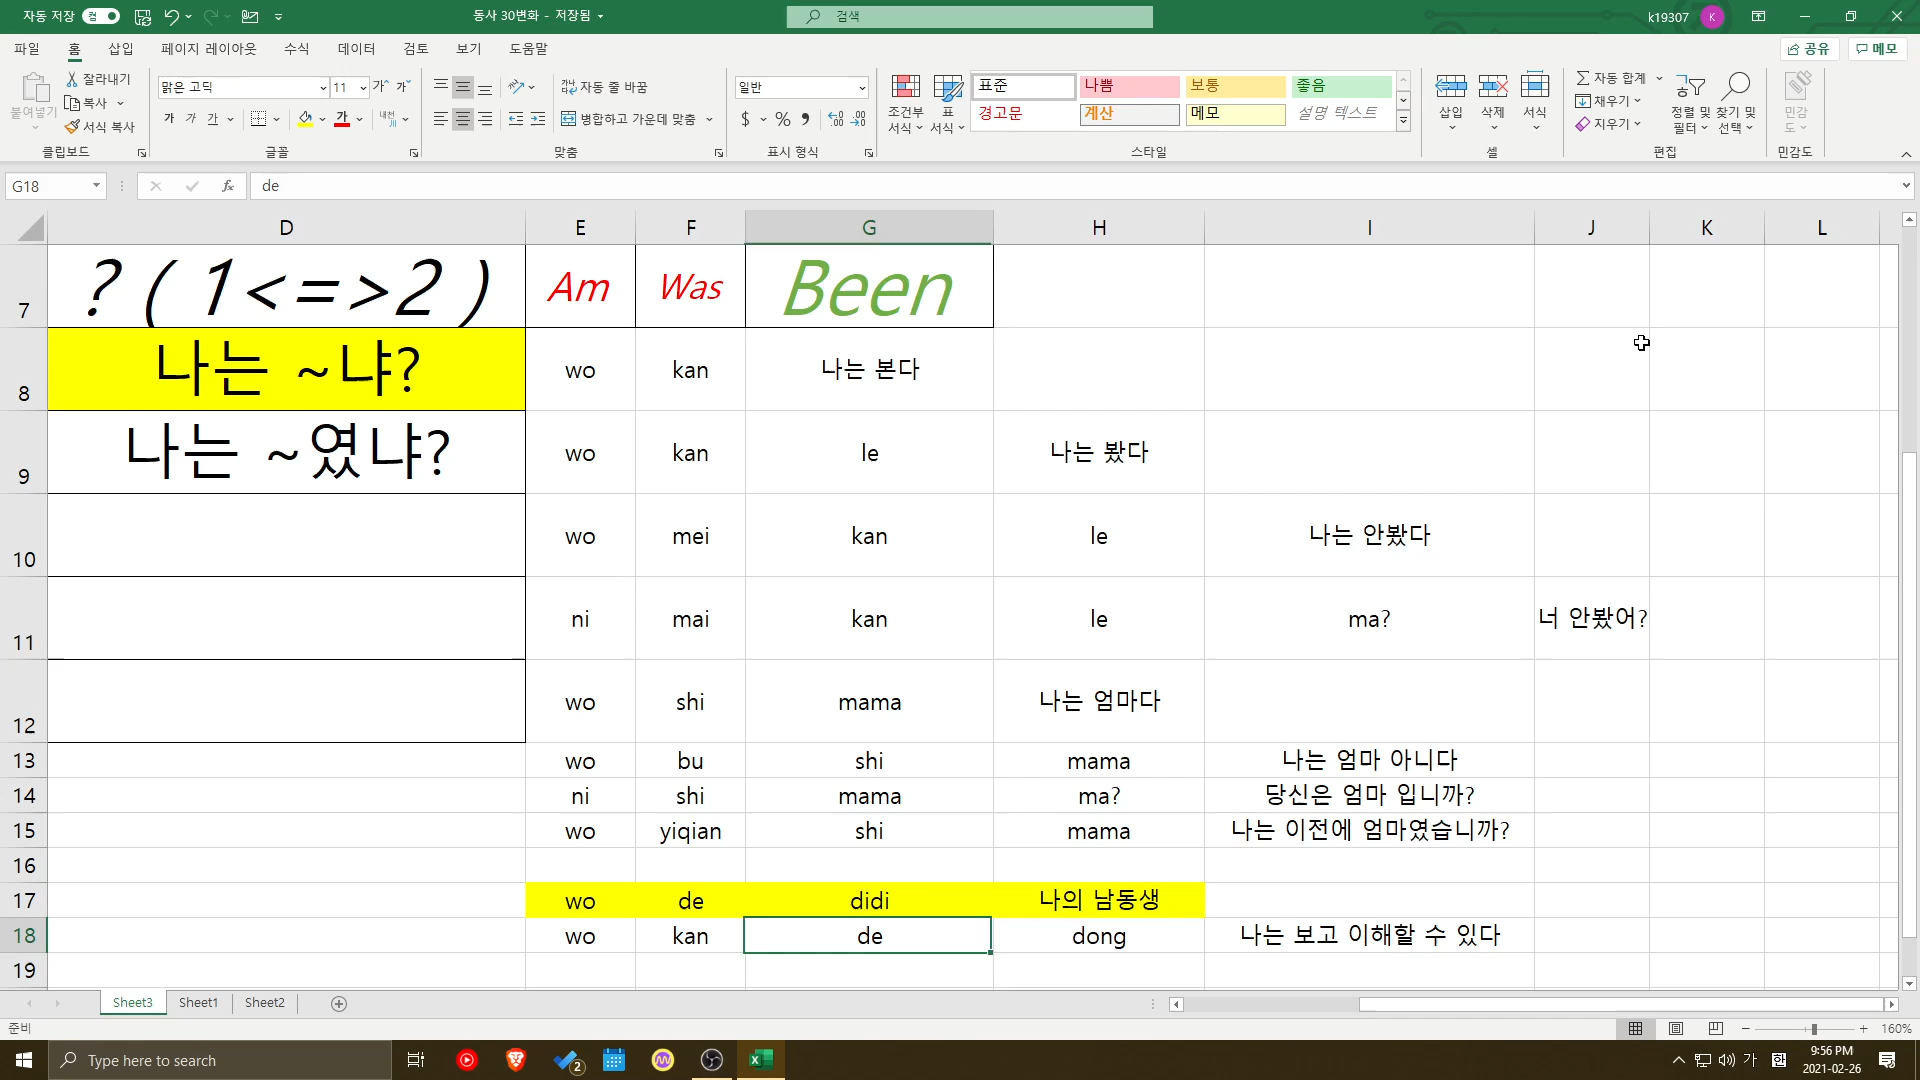 자동 저장 컴 동사 30변화 - 저장됨 검색 k19307 K
파일 홈 삽입 페이지 레이아웃 수식 데이터 검토 보기 도움말 공유 메모
붙여넣기 잘라내기 복사 서식 복사 클립보드
맑은 고딕 11 가 가 가 가 가 가 내천 글꼴
자동 줄 바꿈 병합하고 가운데 맞춤 맞춤
일반 $ % 표시 형식
조건부 서식 표 서식 표준 나쁨 보통 좋음
경고문 계산 메모 설명 텍스트 스타일
삽입 삭제 서식 셀
자동 합계 채우기 지우기 정렬 및 필터 찾기 및 선택 편집
민감도 민감도
G18 fx de
D E F G H I J K L
7 ? ( 1<=>2 ) Am Was Been
8 나는 ~냐? wo kan 나는 본다
9 나는 ~였냐? wo kan le 나는 봤다
10 wo mei kan le 나는 안봤다
11 ni mai kan le ma? 너 안봤어?
12 wo shi mama 나는 엄마다
13 wo bu shi mama 나는 엄마 아니다
14 ni shi mama ma? 당신은 엄마 입니까?
15 wo yiqian shi mama 나는 이전에 엄마였습니까?
16
17 wo de didi 나의 남동생
18 wo kan de dong 나는 보고 이해할 수 있다
19
Sheet3 Sheet1 Sheet2
준비 160%
Type here to search 2 가 9:56 PM
2021-02-26